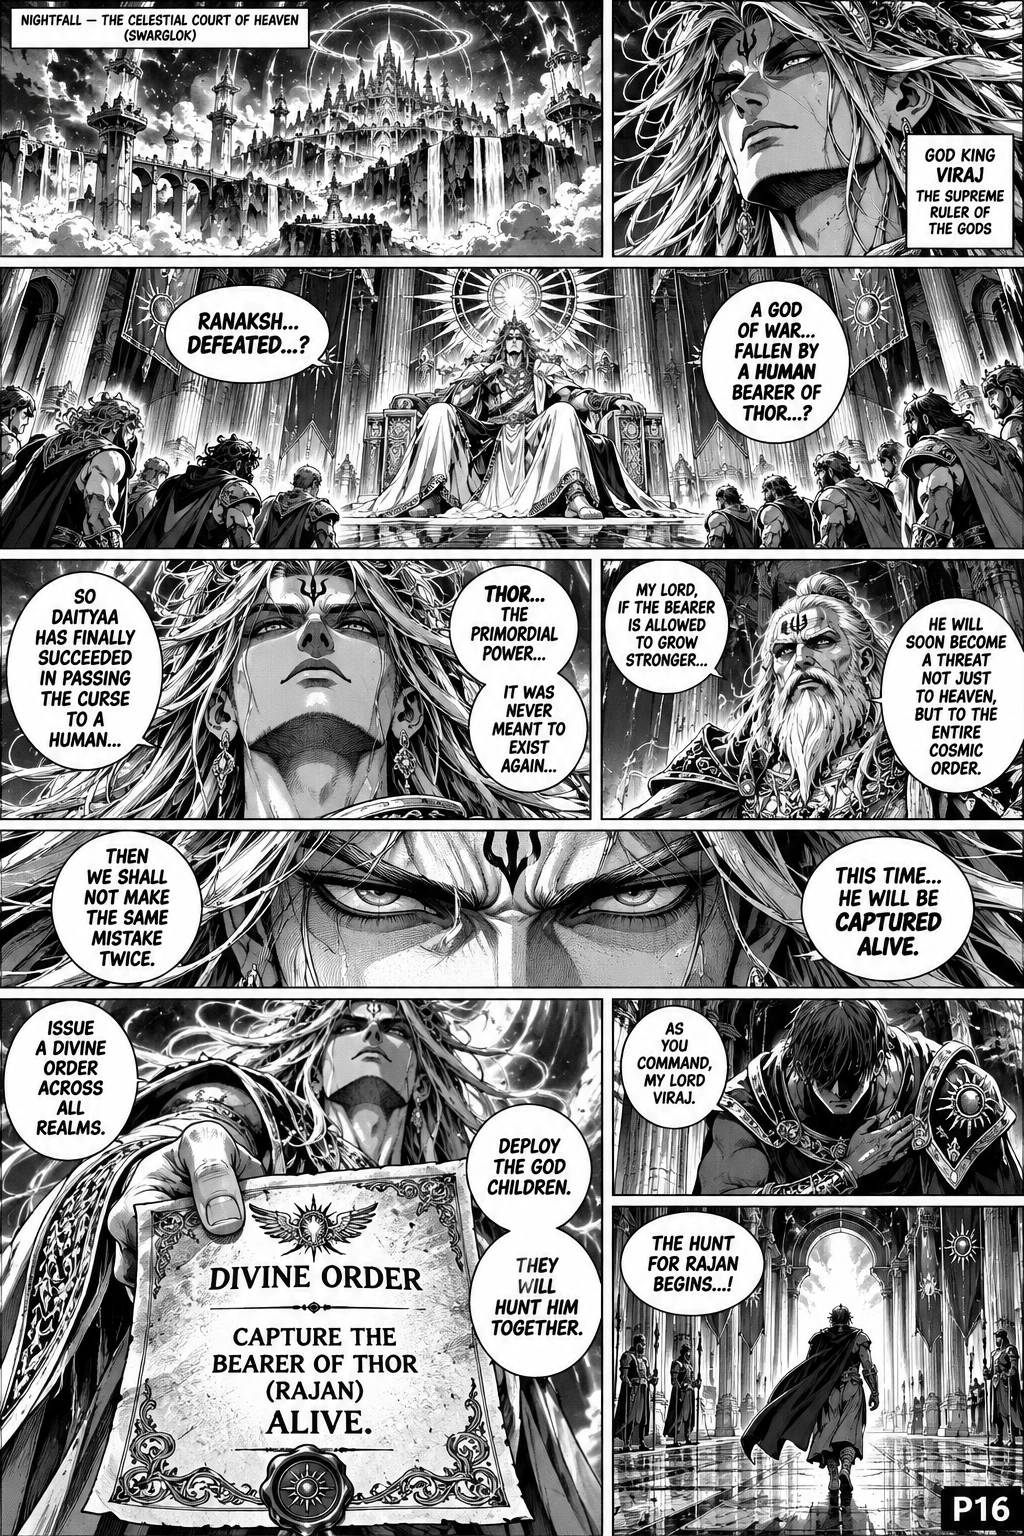 NIGHTFALL — THE CELESTIAL COURT OF HEAVEN
(SWARGLOK)
GOD KING
VIRAJ
THE SUPREME
RULER OF
THE GODS
RANAKSH...
DEFEATED...?
A GOD
OF WAR...
FALLEN BY
A HUMAN
BEARER OF
THOR...?
SO
DAITYAA
HAS FINALLY
SUCCEEDED
IN PASSING
THE CURSE
TO A
HUMAN...
THOR...
THE
PRIMORDIAL
POWER...
IT WAS
NEVER
MEANT TO
EXIST
AGAIN...
MY LORD,
IF THE BEARER
IS ALLOWED
TO GROW
STRONGER...
HE WILL
SOON BECOME
A THREAT
NOT JUST
TO HEAVEN,
BUT TO THE
ENTIRE
COSMIC
ORDER.
THEN
WE SHALL
NOT MAKE
THE SAME
MISTAKE
TWICE.
THIS TIME...
HE WILL BE
CAPTURED
ALIVE.
ISSUE
A DIVINE
ORDER
ACROSS
ALL
REALMS.
DEPLOY
THE GOD
CHILDREN.
THEY
WILL
HUNT HIM
TOGETHER.
DIVINE ORDER
CAPTURE THE
BEARER OF THOR
(RAJAN)
ALIVE.
AS
YOU
COMMAND,
MY LORD
VIRAJ.
THE HUNT
FOR RAJAN
BEGINS...!
P16